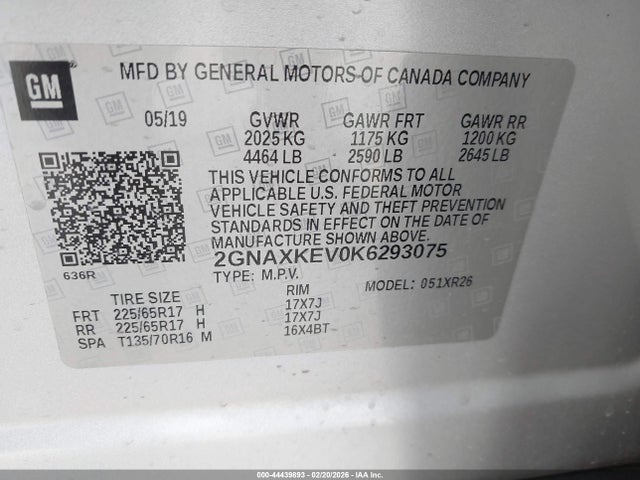 GM
MFD BY GENERAL MOTORS OF CANADA COMPANY
05/19 GVWR GAWR FRT GAWR RR
2025 KG 1175 KG 1200 KG
4464 LB 2590 LB 2645 LB
THIS VEHICLE CONFORMS TO ALL
APPLICABLE U.S. FEDERAL MOTOR
VEHICLE SAFETY AND THEFT PREVENTION
STANDARDS IN EFFECT ON THE DATE OF
MANUFACTURE SHOWN ABOVE.
636R
2GNAXKEV0K6293075
TYPE: M.P.V. MODEL: 051XR26
TIRE SIZE RIM
FRT 225/65R17 H 17X7J
RR 225/65R17 H 17X7J
SPA T135/70R16 M 16X4BT
000-44439893 - 02/20/2026 - IAA Inc.